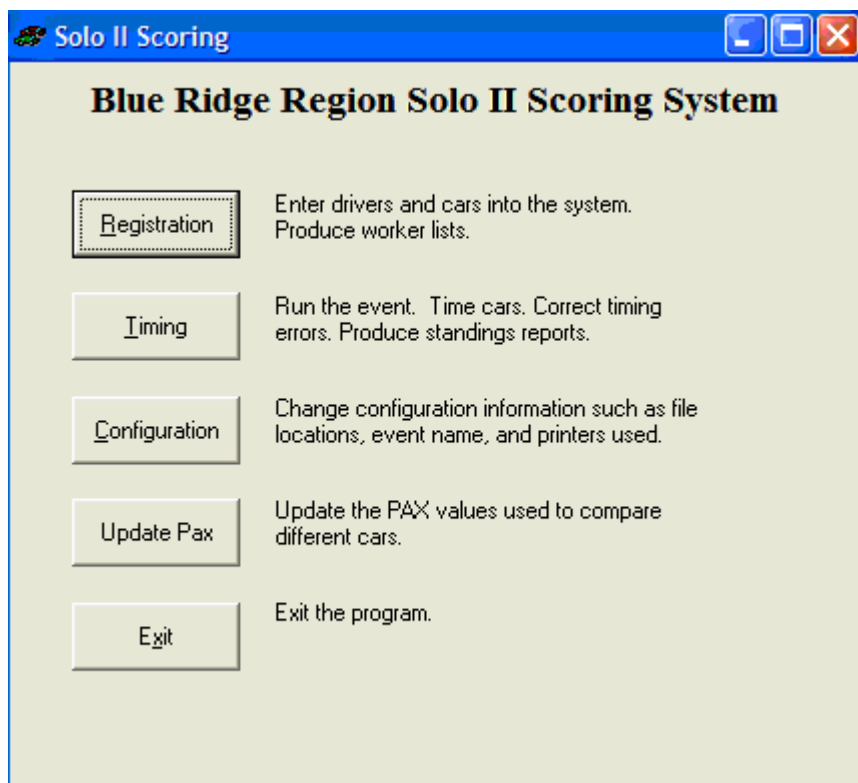 Solo II Scoring
Blue Ridge Region Solo II Scoring System
Registration
Enter drivers and cars into the system.
Produce worker lists.
Timing
Run the event.  Time cars. Correct timing
errors. Produce standings reports.
Configuration
Change configuration information such as file
locations, event name, and printers used.
Update Pax
Update the PAX values used to compare
different cars.
Exit
Exit the program.